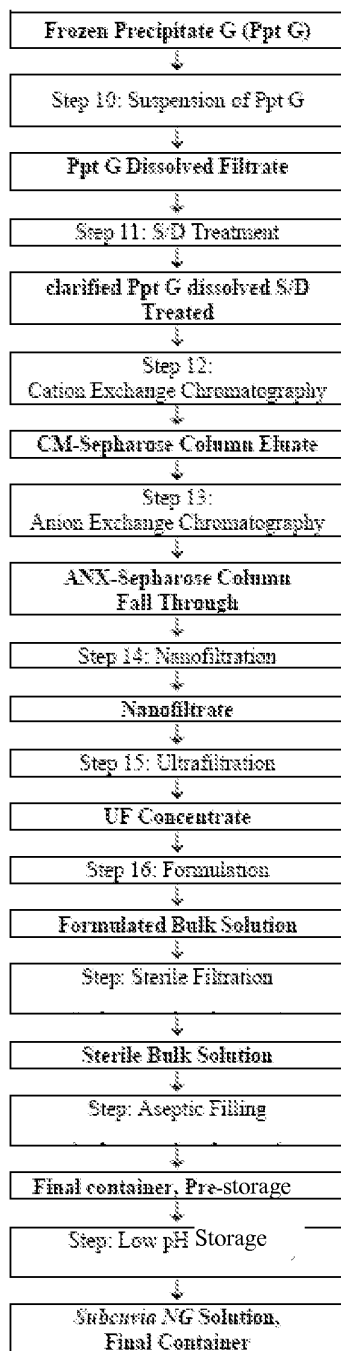 Frozen Precipitate G (Ppt G)
Step 10: Suspension of Ppt G
Ppt G Dissolved Filtrate
Step 11: S/D Treatment
clarified Ppt G dissolved S/D
Treated
Step 12:
Cation Exchange Chromatography
CM-Sepharose Column Eluate
Step 13:
Anion Exchange Chromatography
ANX-Sepharose Column
Fall Through
Step 14: Nanofiltration
Nanofiltrate
Step 15: Ultrafiltration
UF Concentrate
Step 16: Formulation
Formulated Bulk Solution
Step: Sterile Filtration
Sterile Bulk Solution
Step: Aseptic Filling
Final container, Pre-storage
Step: Low pH Storage
Subcuvia NG Solution,
Final Container